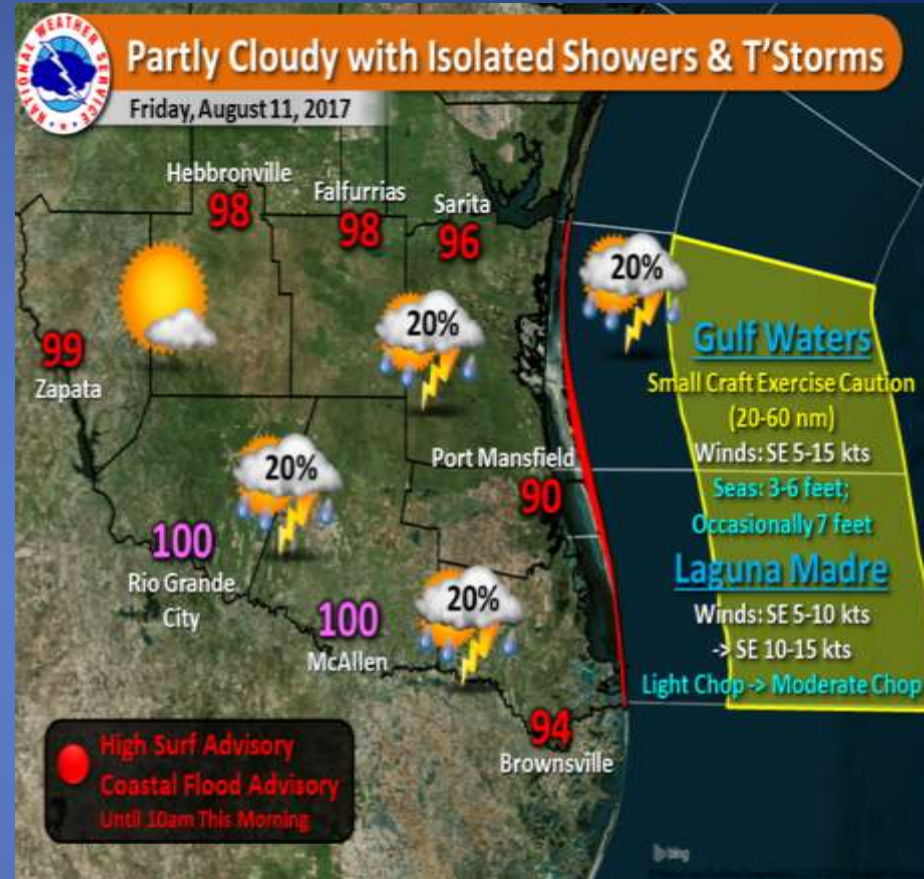 NATIONAL WEATHER SERVICE
Partly Cloudy with Isolated Showers & T'Storms
Friday, August 11, 2017
Hebbronville
98
Falfurrias
98
Sarita
96
20%
20%
99
Zapata
Gulf Waters
Small Craft Exercise Caution
(20-60 nm)
Winds: SE 5-15 kts
Seas: 3-6 feet;
Occasionally 7 feet
20%
Port Mansfield
90
100
Rio Grande
City
Laguna Madre
Winds: SE 5-10 kts
-> SE 10-15 kts
Light Chop -> Moderate Chop
20%
100
McAllen
94
Brownsville
High Surf Advisory
Coastal Flood Advisory
Until 10am This Morning
bing